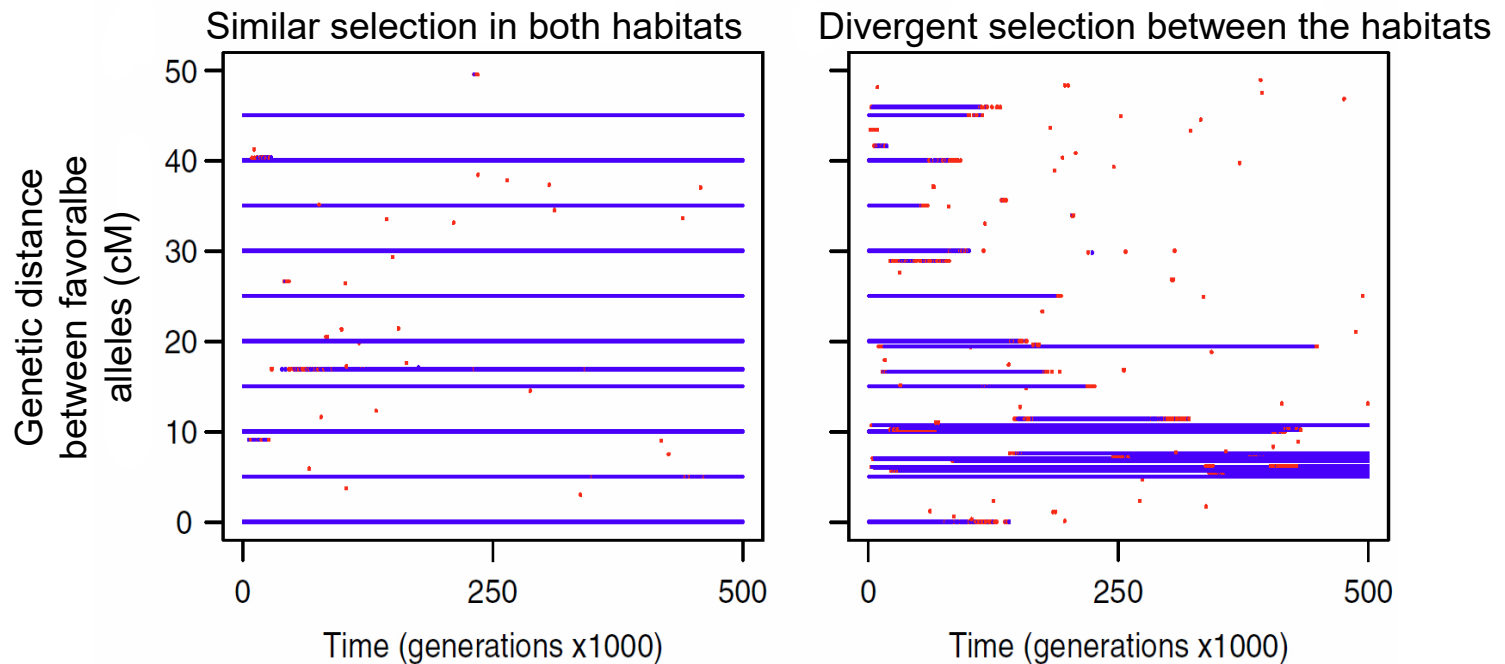 Similar selection in both habitats
Divergent selection between the habitats
Genetic distance
between favoralbe
alleles (cM)
50
40
30
20
10
0
0 250 500
0 250 500
Time (generations x1000)
Time (generations x1000)